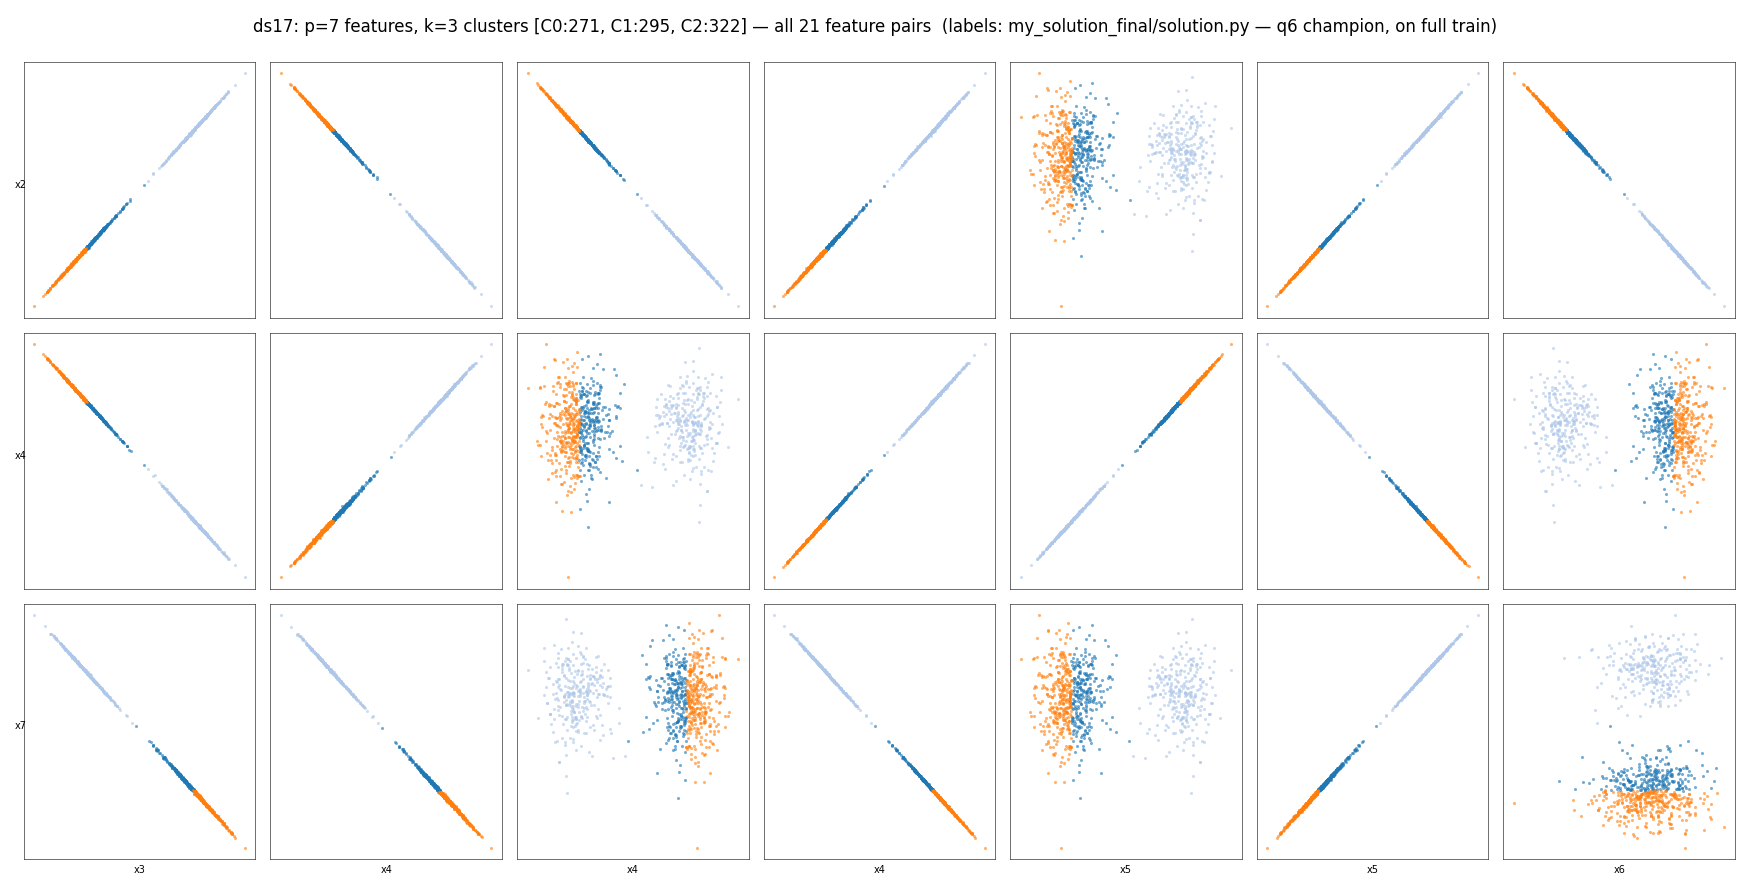 ds17: p=7 features, k=3 clusters [C0:271, C1:295, C2:322] — all 21 feature pairs (labels: my_solution_final/solution.py — q6 champion, on full train)
x2
x4
x7
x3 x4 x4 x4 x5 x5 x6